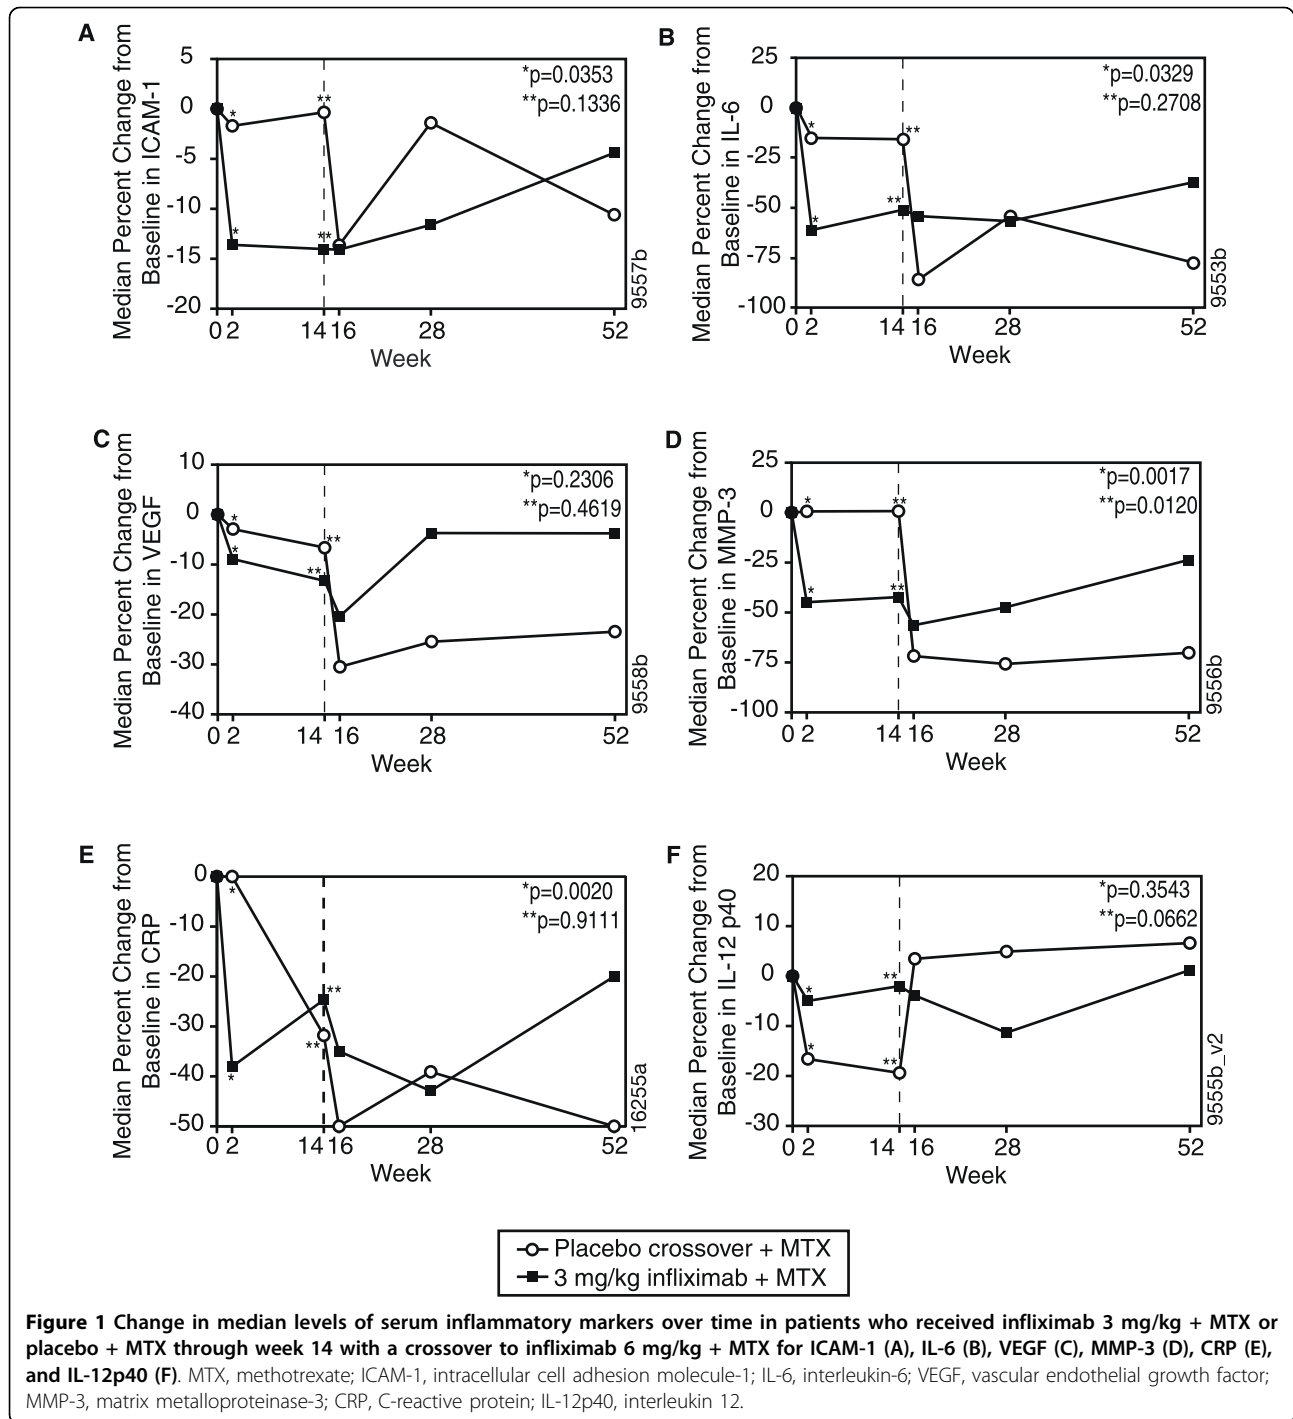 A
Median Percent Change from
Baseline in ICAM-1
5
0
-5
-10
-15
-20
*p=0.0353
**p=0.1336
*
**
*
**
0 2 14 16 28 52
Week
9557b
B
Median Percent Change from
Baseline in IL-6
25
0
-25
-50
-75
-100
*p=0.0329
**p=0.2708
*
**
*
**
0 2 14 16 28 52
Week
9553b
C
Median Percent Change from
Baseline in VEGF
10
0
-10
-20
-30
-40
*p=0.2306
**p=0.4619
*
**
*
**
0 2 14 16 28 52
Week
9558b
D
Median Percent Change from
Baseline in MMP-3
25
0
-25
-50
-75
-100
*p=0.0017
**p=0.0120
*
**
*
**
0 2 14 16 28 52
Week
9556b
E
Median Percent Change from
Baseline in CRP
0
-10
-20
-30
-40
-50
*p=0.0020
**p=0.9111
*
**
**
*
0 2 14 16 28 52
Week
16255a
F
Median Percent Change from
Baseline in IL-12 p40
20
10
0
-10
-20
-30
*p=0.3543
**p=0.0662
*
**
*
**
0 2 14 16 28 52
Week
9555b_v2
Placebo crossover + MTX
3 mg/kg infliximab + MTX
Figure 1 Change in median levels of serum inflammatory markers over time in patients who received infliximab 3 mg/kg + MTX or
placebo + MTX through week 14 with a crossover to infliximab 6 mg/kg + MTX for ICAM-1 (A), IL-6 (B), VEGF (C), MMP-3 (D), CRP (E),
and IL-12p40 (F). MTX, methotrexate; ICAM-1, intracellular cell adhesion molecule-1; IL-6, interleukin-6; VEGF, vascular endothelial growth factor;
MMP-3, matrix metalloproteinase-3; CRP, C-reactive protein; IL-12p40, interleukin 12.